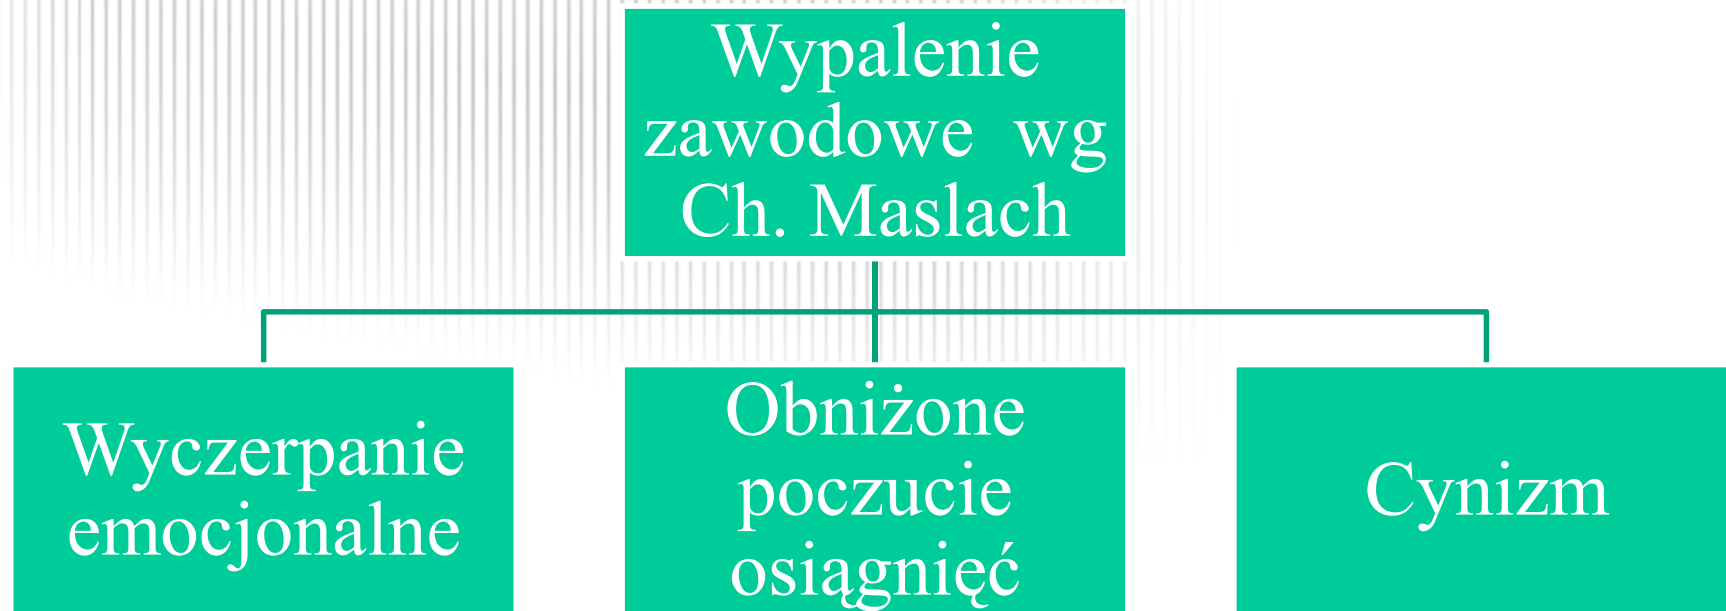 Wypalenie
zawodowe wg
Ch. Maslach
Wyczerpanie
emocjonalne
Obniżone
poczucie
osiągnięć
Cynizm